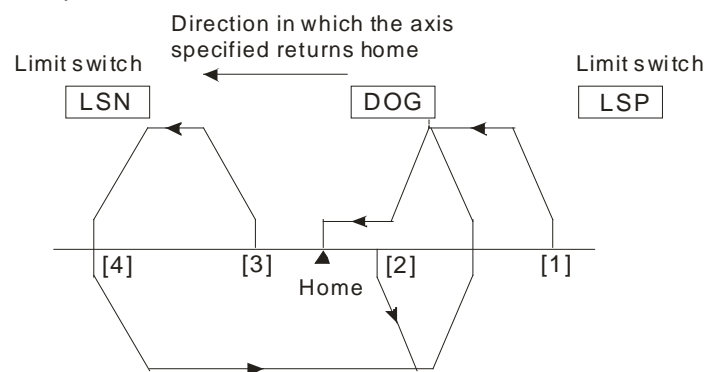 Direction in which the axis
specified returns home
Limit switch
Limit switch
LSN
DOG
LSP
[4]
[3]
[2]
[1]
Home